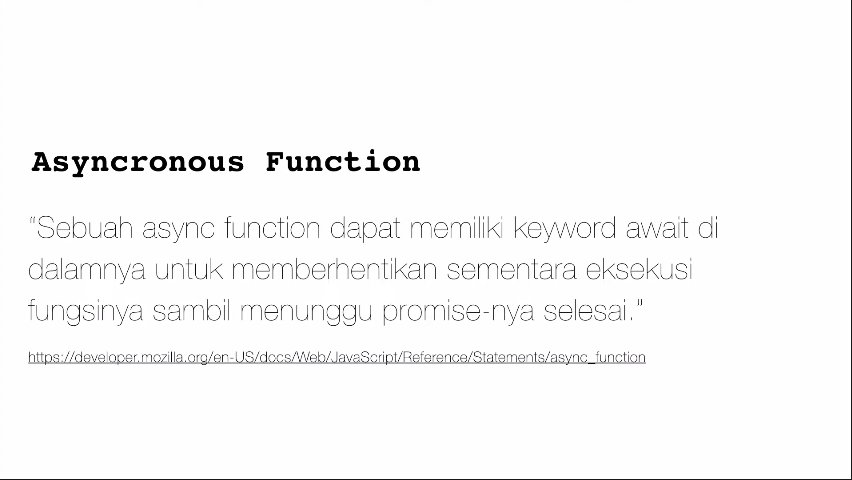 Asyncronous Function
“Sebuah async function dapat memiliki keyword await di
dalamnya untuk memberhentikan sementara eksekusi
fungsinya sambil menunggu promise-nya selesai.”
https://developer.mozilla.org/en-US/docs/Web/JavaScript/Reference/Statements/async_function